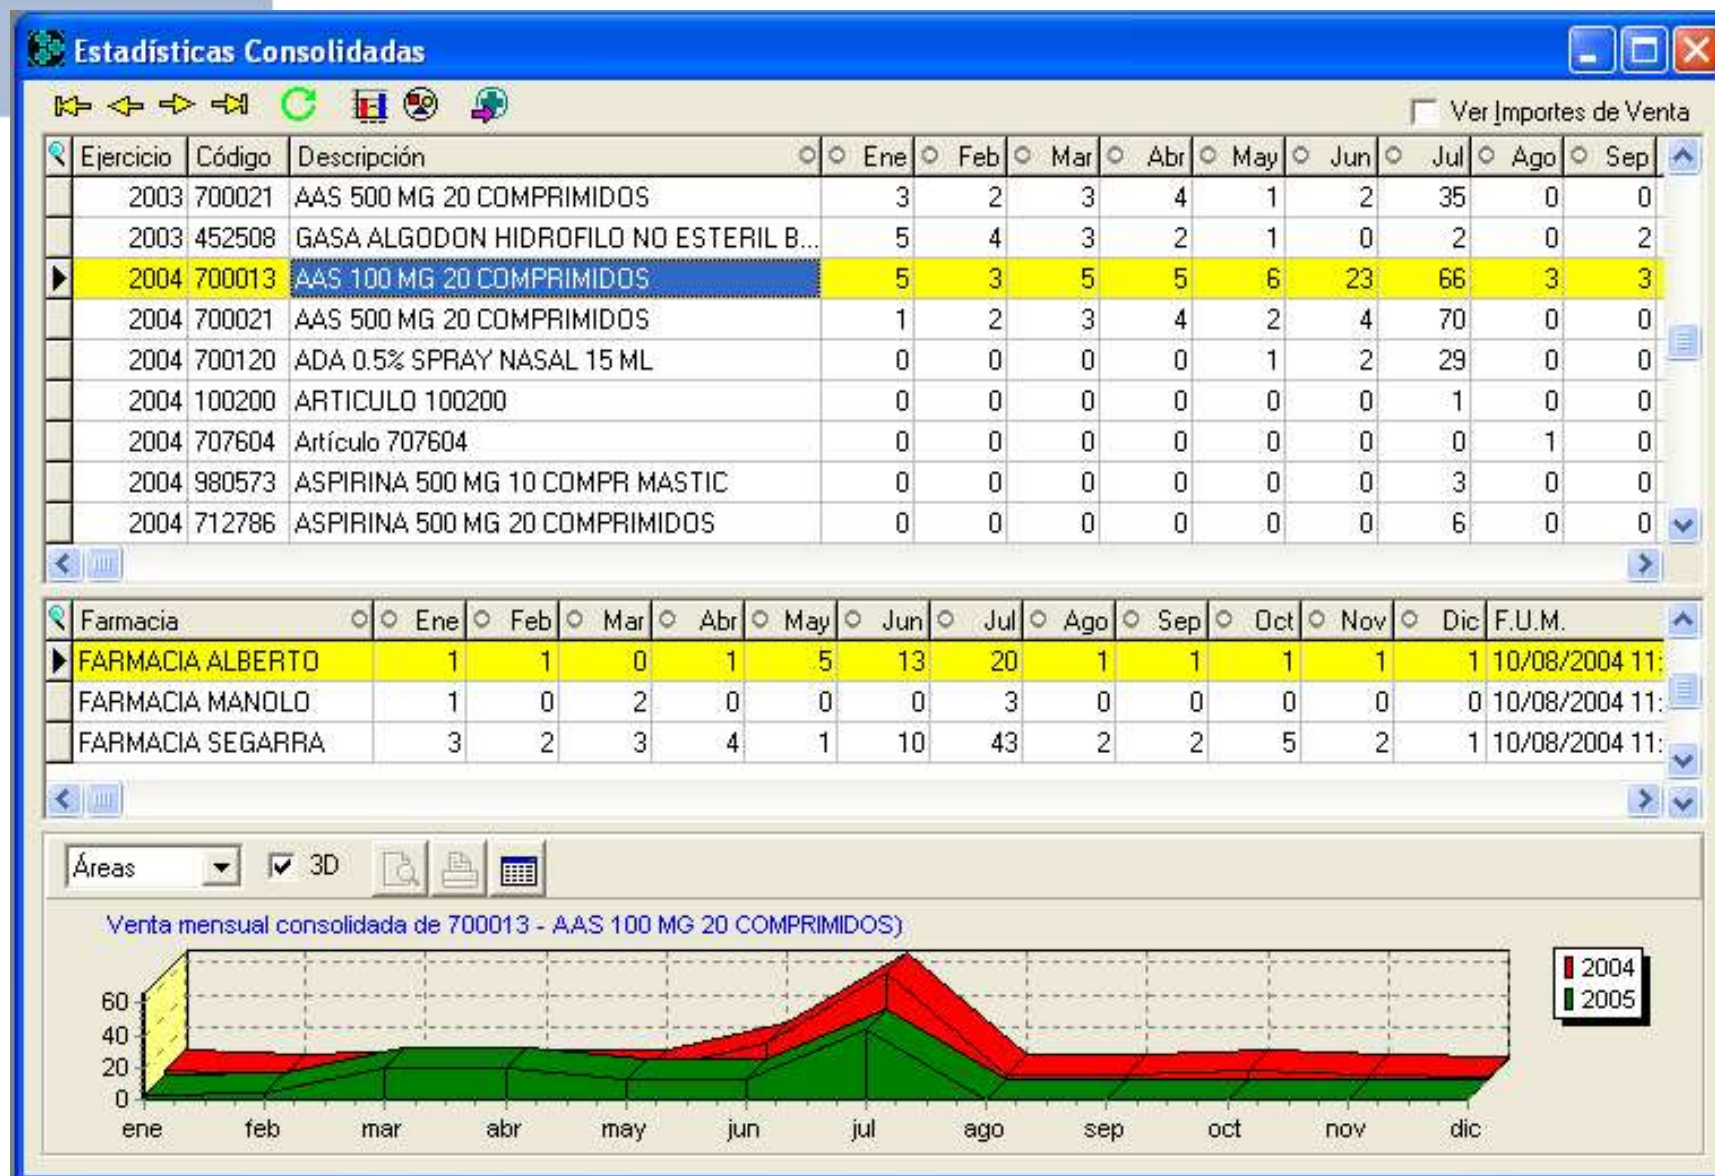 Estadísticas Consolidadas
Ver Importes de Venta
Ejercicio Código Descripción Ene Feb Mar Abr May Jun Jul Ago Sep
2003 700021 AAS 500 MG 20 COMPRIMIDOS 3 2 3 4 1 2 35 0 0
2003 452508 GASA ALGODON HIDROFILO NO ESTERIL B... 5 4 3 2 1 0 2 0 2
2004 700013 AAS 100 MG 20 COMPRIMIDOS 5 3 5 5 6 23 66 3 3
2004 700021 AAS 500 MG 20 COMPRIMIDOS 1 2 3 4 2 4 70 0 0
2004 700120 ADA 0.5% SPRAY NASAL 15 ML 0 0 0 0 1 2 29 0 0
2004 100200 ARTICULO 100200 0 0 0 0 0 0 1 0 0
2004 707604 Artículo 707604 0 0 0 0 0 0 0 1 0
2004 980573 ASPIRINA 500 MG 10 COMPR MASTIC 0 0 0 0 0 0 3 0 0
2004 712786 ASPIRINA 500 MG 20 COMPRIMIDOS 0 0 0 0 0 0 6 0 0
Farmacia Ene Feb Mar Abr May Jun Jul Ago Sep Oct Nov Dic F.U.M.
FARMACIA ALBERTO 1 1 0 1 5 13 20 1 1 1 1 1 10/08/2004 11:
FARMACIA MANOLO 1 0 2 0 0 0 3 0 0 0 0 0 10/08/2004 11:
FARMACIA SEGARRA 3 2 3 4 1 10 43 2 2 5 2 1 10/08/2004 11:
Áreas 3D
Venta mensual consolidada de 700013 - AAS 100 MG 20 COMPRIMIDOS)
2004
2005
60
40
20
0
ene feb mar abr may jun jul ago sep oct nov dic